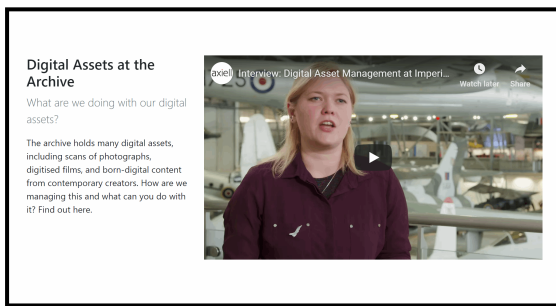 Digital Assets at the
Archive
What are we doing with our digital
assets?
The archive holds many digital assets,
including scans of photographs,
digitised films, and born-digital content
from contemporary creators. How are we
managing this and what can you do with
it? Find out here.
axiell
Interview: Digital Asset Management at Imperi...
Watch later
Share